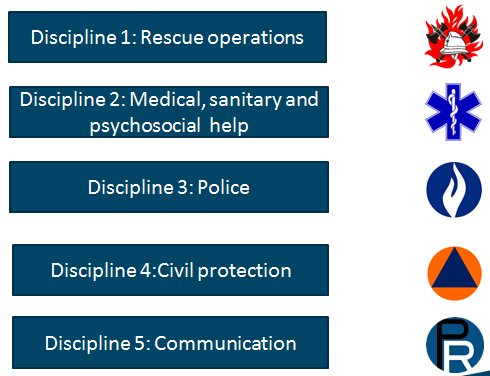 Discipline 1: Rescue operations
Discipline 2: Medical, sanitary and
psychosocial help
Discipline 3: Police
Discipline 4:Civil protection
Discipline 5: Communication
PR